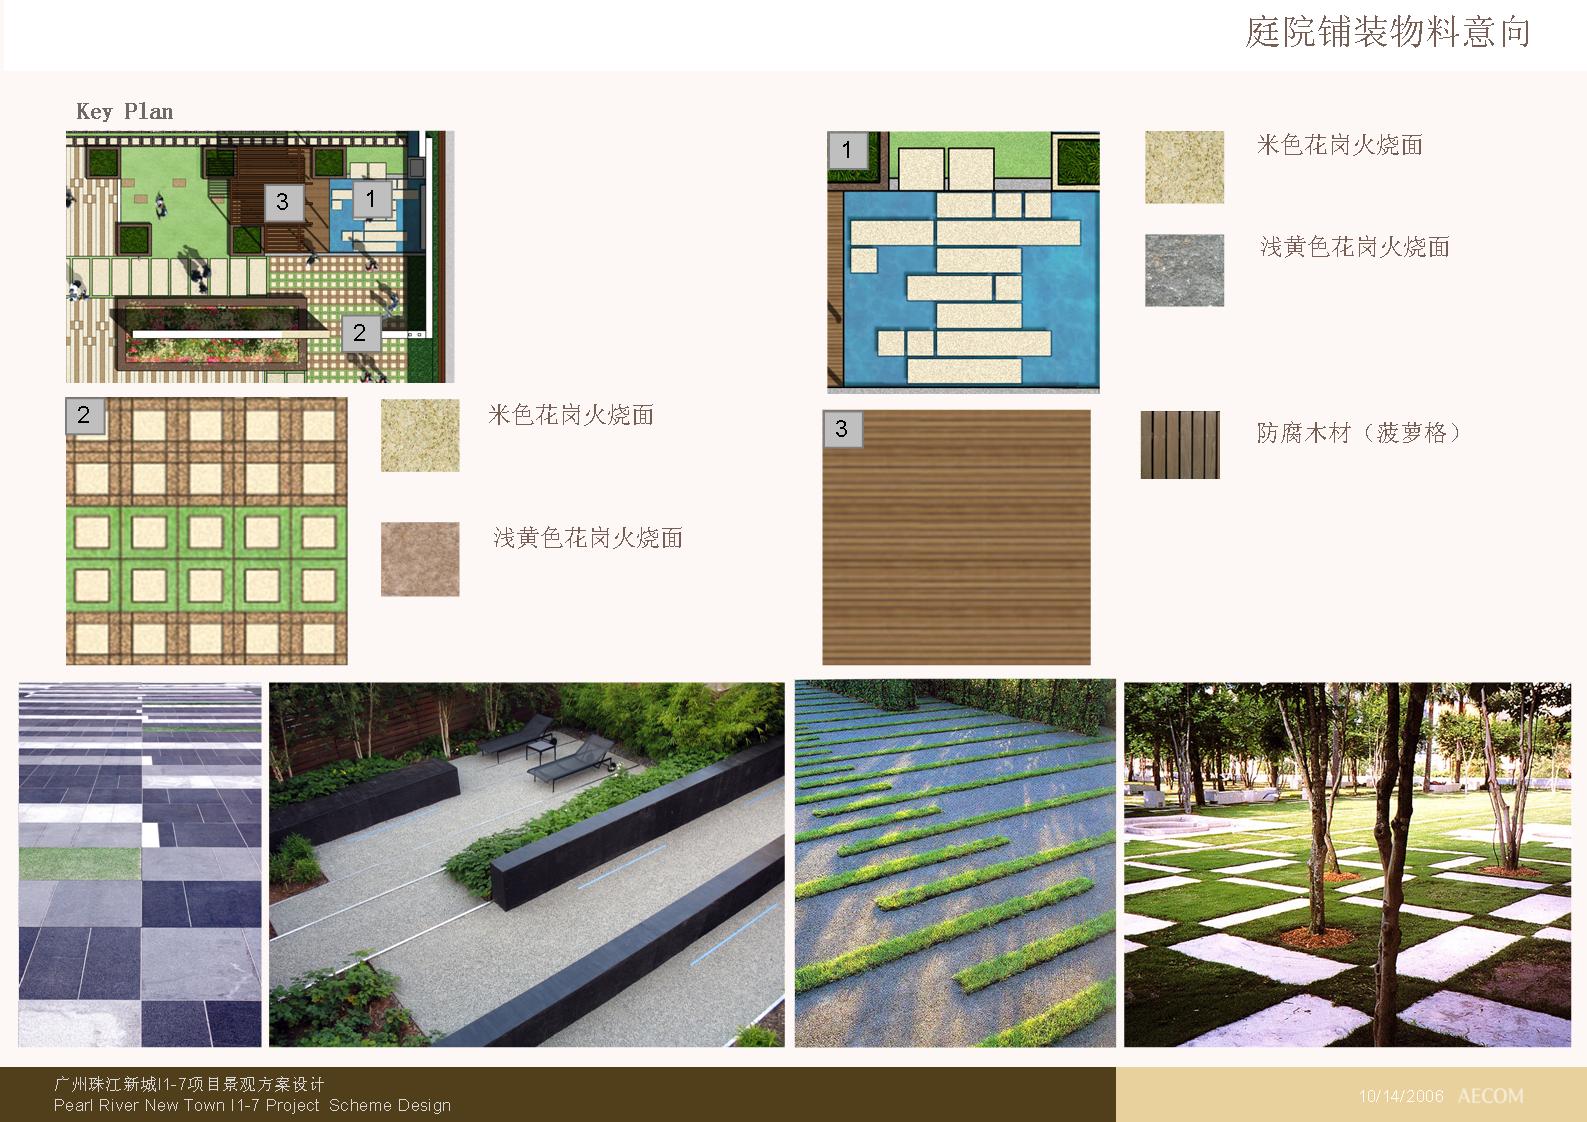 庭院铺装物料意向
Key Plan
3
1
2
1
米色花岗火烧面
浅黄色花岗火烧面
2
米色花岗火烧面
浅黄色花岗火烧面
3
防腐木材（菠萝格）
广州珠江新城I1-7项目景观方案设计
Pearl River New Town I1-7 Project Scheme Design
10/14/2006 AECOM